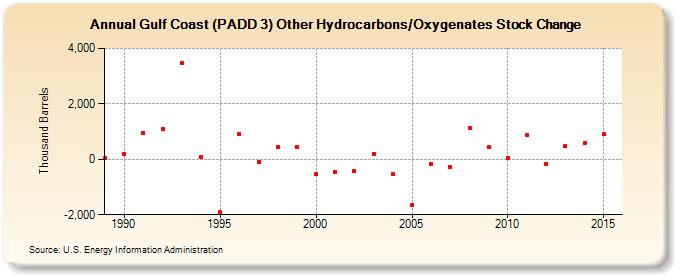 Annual Gulf Coast (PADD 3) Other Hydrocarbons/Oxygenates Stock Change
Thousand Barrels
4,000
2,000
0
-2,000
1990 1995 2000 2005 2010 2015
Source: U.S. Energy Information Administration